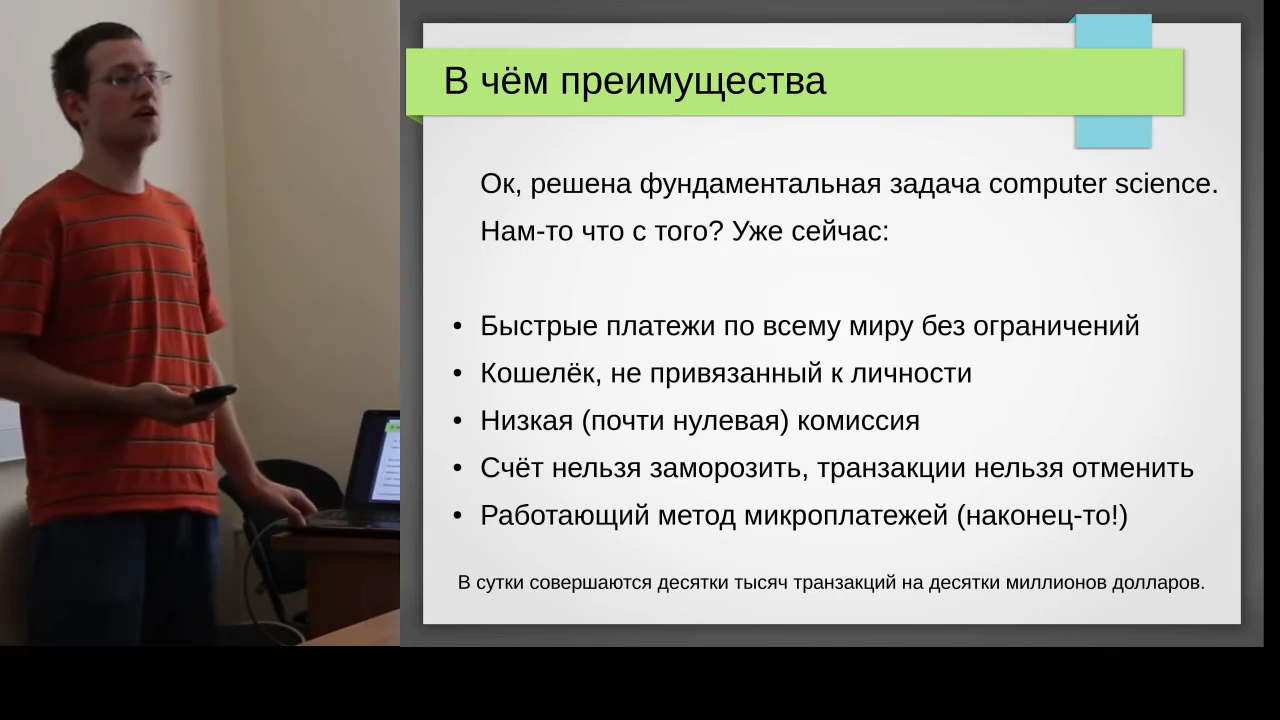 В чём преимущества
Ок, решена фундаментальная задача computer science.
Нам-то что с того? Уже сейчас:
• Быстрые платежи по всему миру без ограничений
• Кошелёк, не привязанный к личности
• Низкая (почти нулевая) комиссия
• Счёт нельзя заморозить, транзакции нельзя отменить
• Работающий метод микроплатежей (наконец-то!)
В сутки совершаются десятки тысяч транзакций на десятки миллионов долларов.